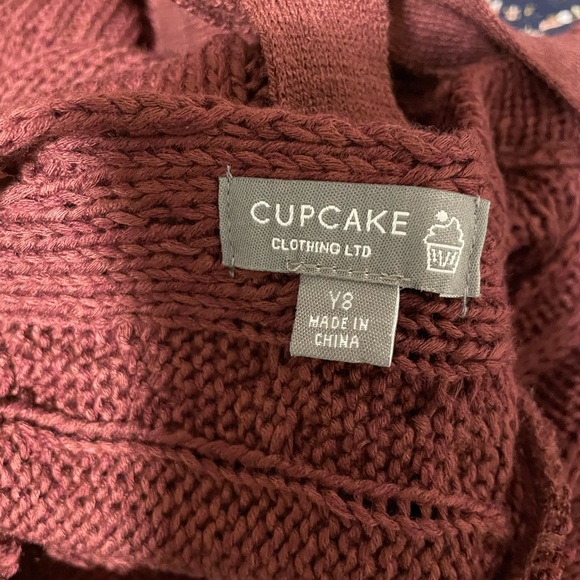 CUPCAKE
CLOTHING LTD
Y8
MADE IN
CHINA